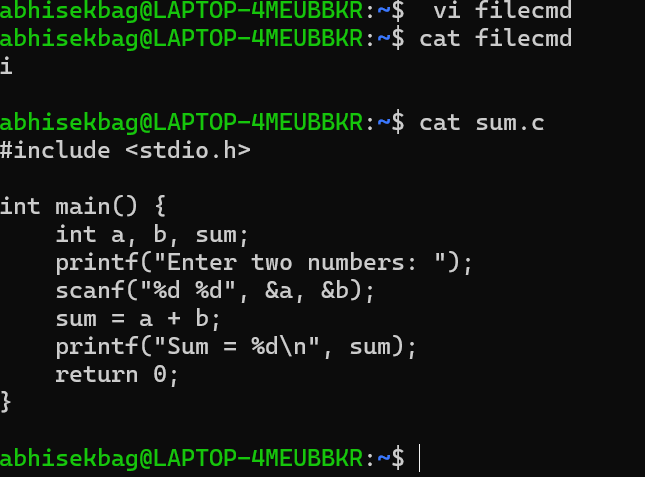 abhisekbag@LAPTOP-4MEUBBKR:~$  vi filecmd
abhisekbag@LAPTOP-4MEUBBKR:~$ cat filecmd
i

abhisekbag@LAPTOP-4MEUBBKR:~$ cat sum.c
#include <stdio.h>

int main() {
    int a, b, sum;
    printf("Enter two numbers: ");
    scanf("%d %d", &a, &b);
    sum = a + b;
    printf("Sum = %d\n", sum);
    return 0;
}

abhisekbag@LAPTOP-4MEUBBKR:~$